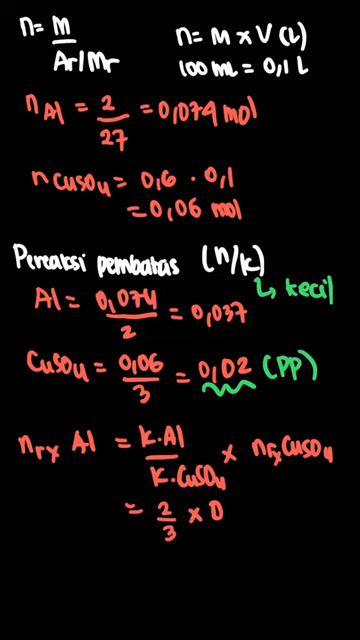 n = M / Ar/Mr
n = M x V (L)
100 mL = 0,1 L
n Al = 2/27 = 0,074 mol
n CuSO4 = 0,6 . 0,1
= 0,06 mol
Pereaksi pembatas (n/k)
↳ kecil
Al = 0,074/2 = 0,037
CuSO4 = 0,06/3 = 0,02 (PP)
n rx Al = k.Al / k.CuSO4 x n rx CuSO4
= 2/3 x 0